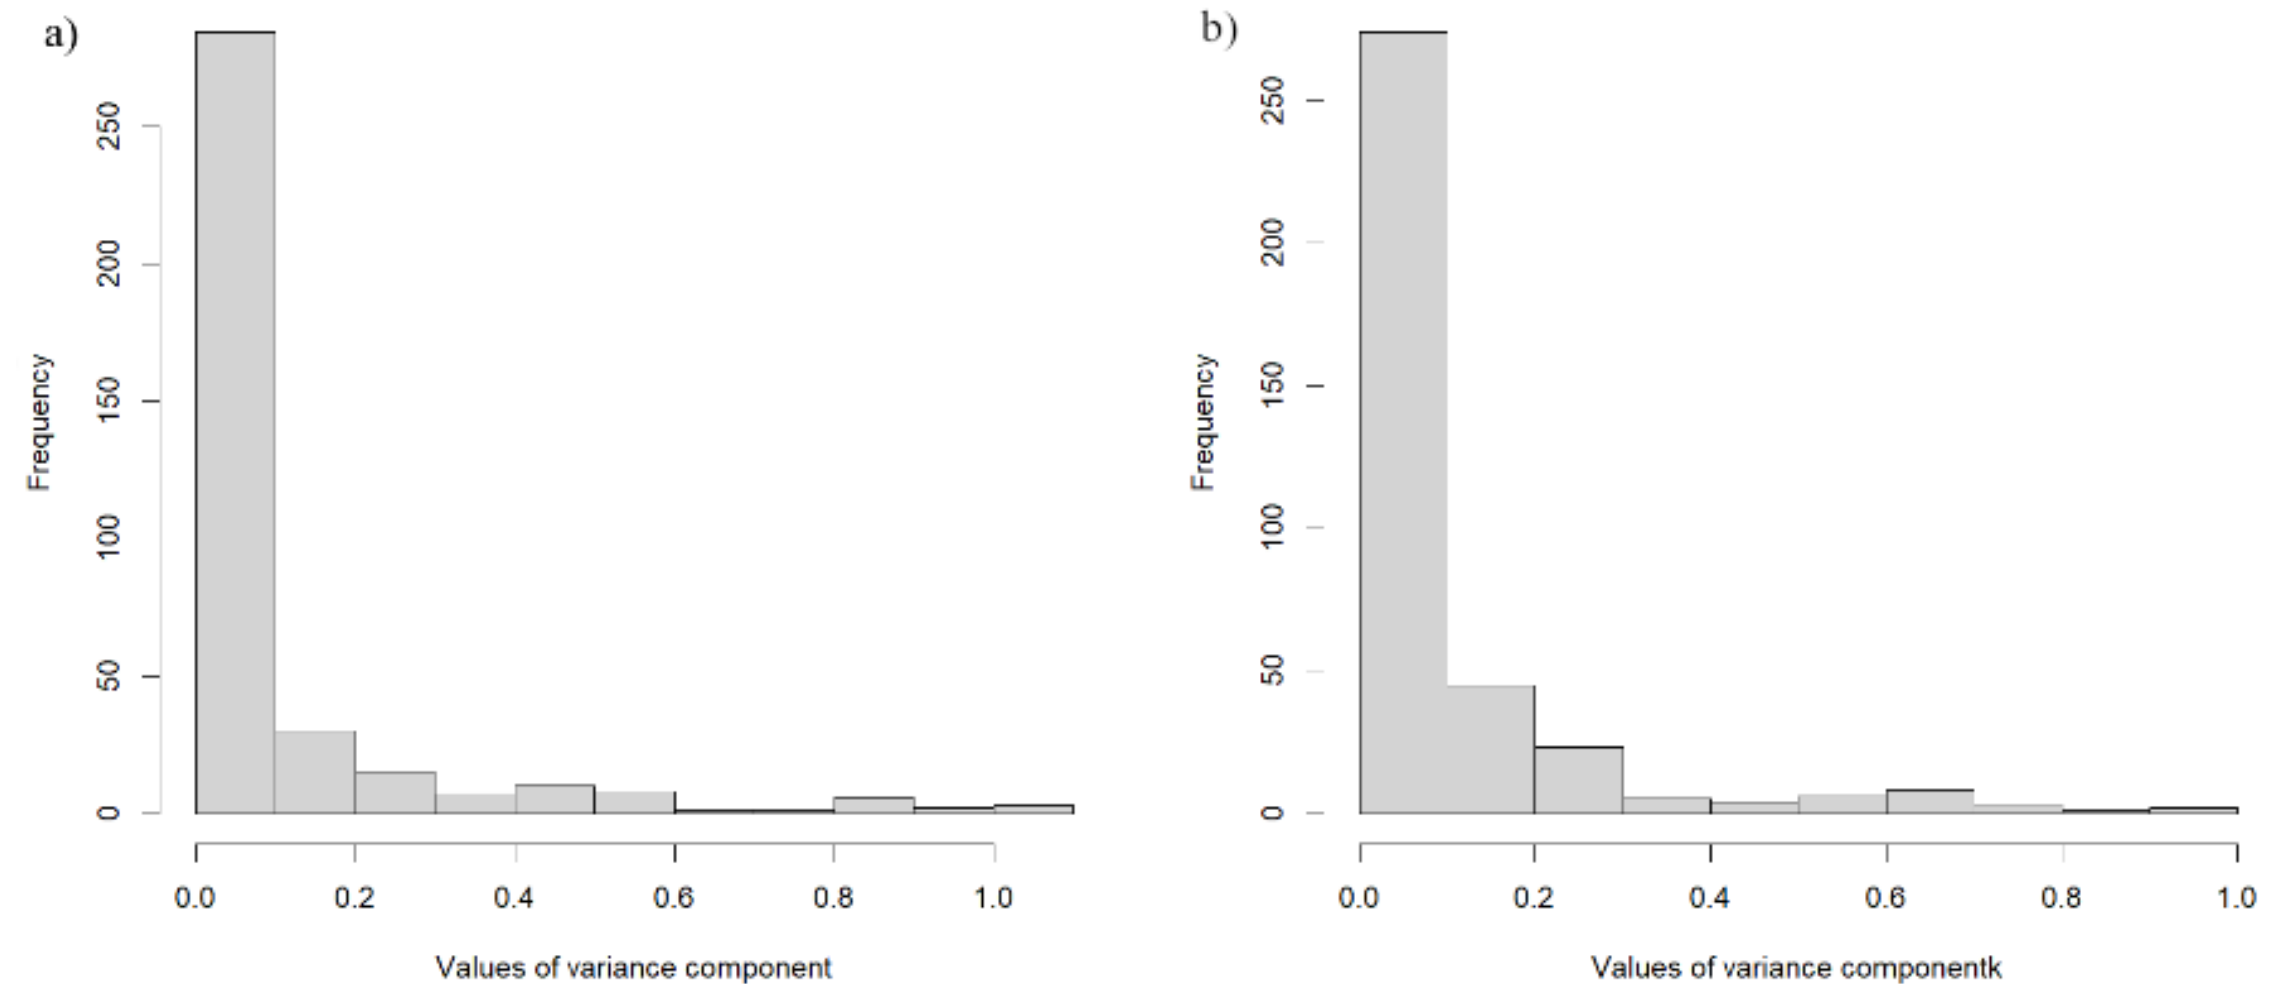 a)
Frequency
250
200
150
100
50
0
0.0 0.2 0.4 0.6 0.8 1.0
Values of variance component
b)
Frequency
250
200
150
100
50
0
0.0 0.2 0.4 0.6 0.8 1.0
Values of variance componentk